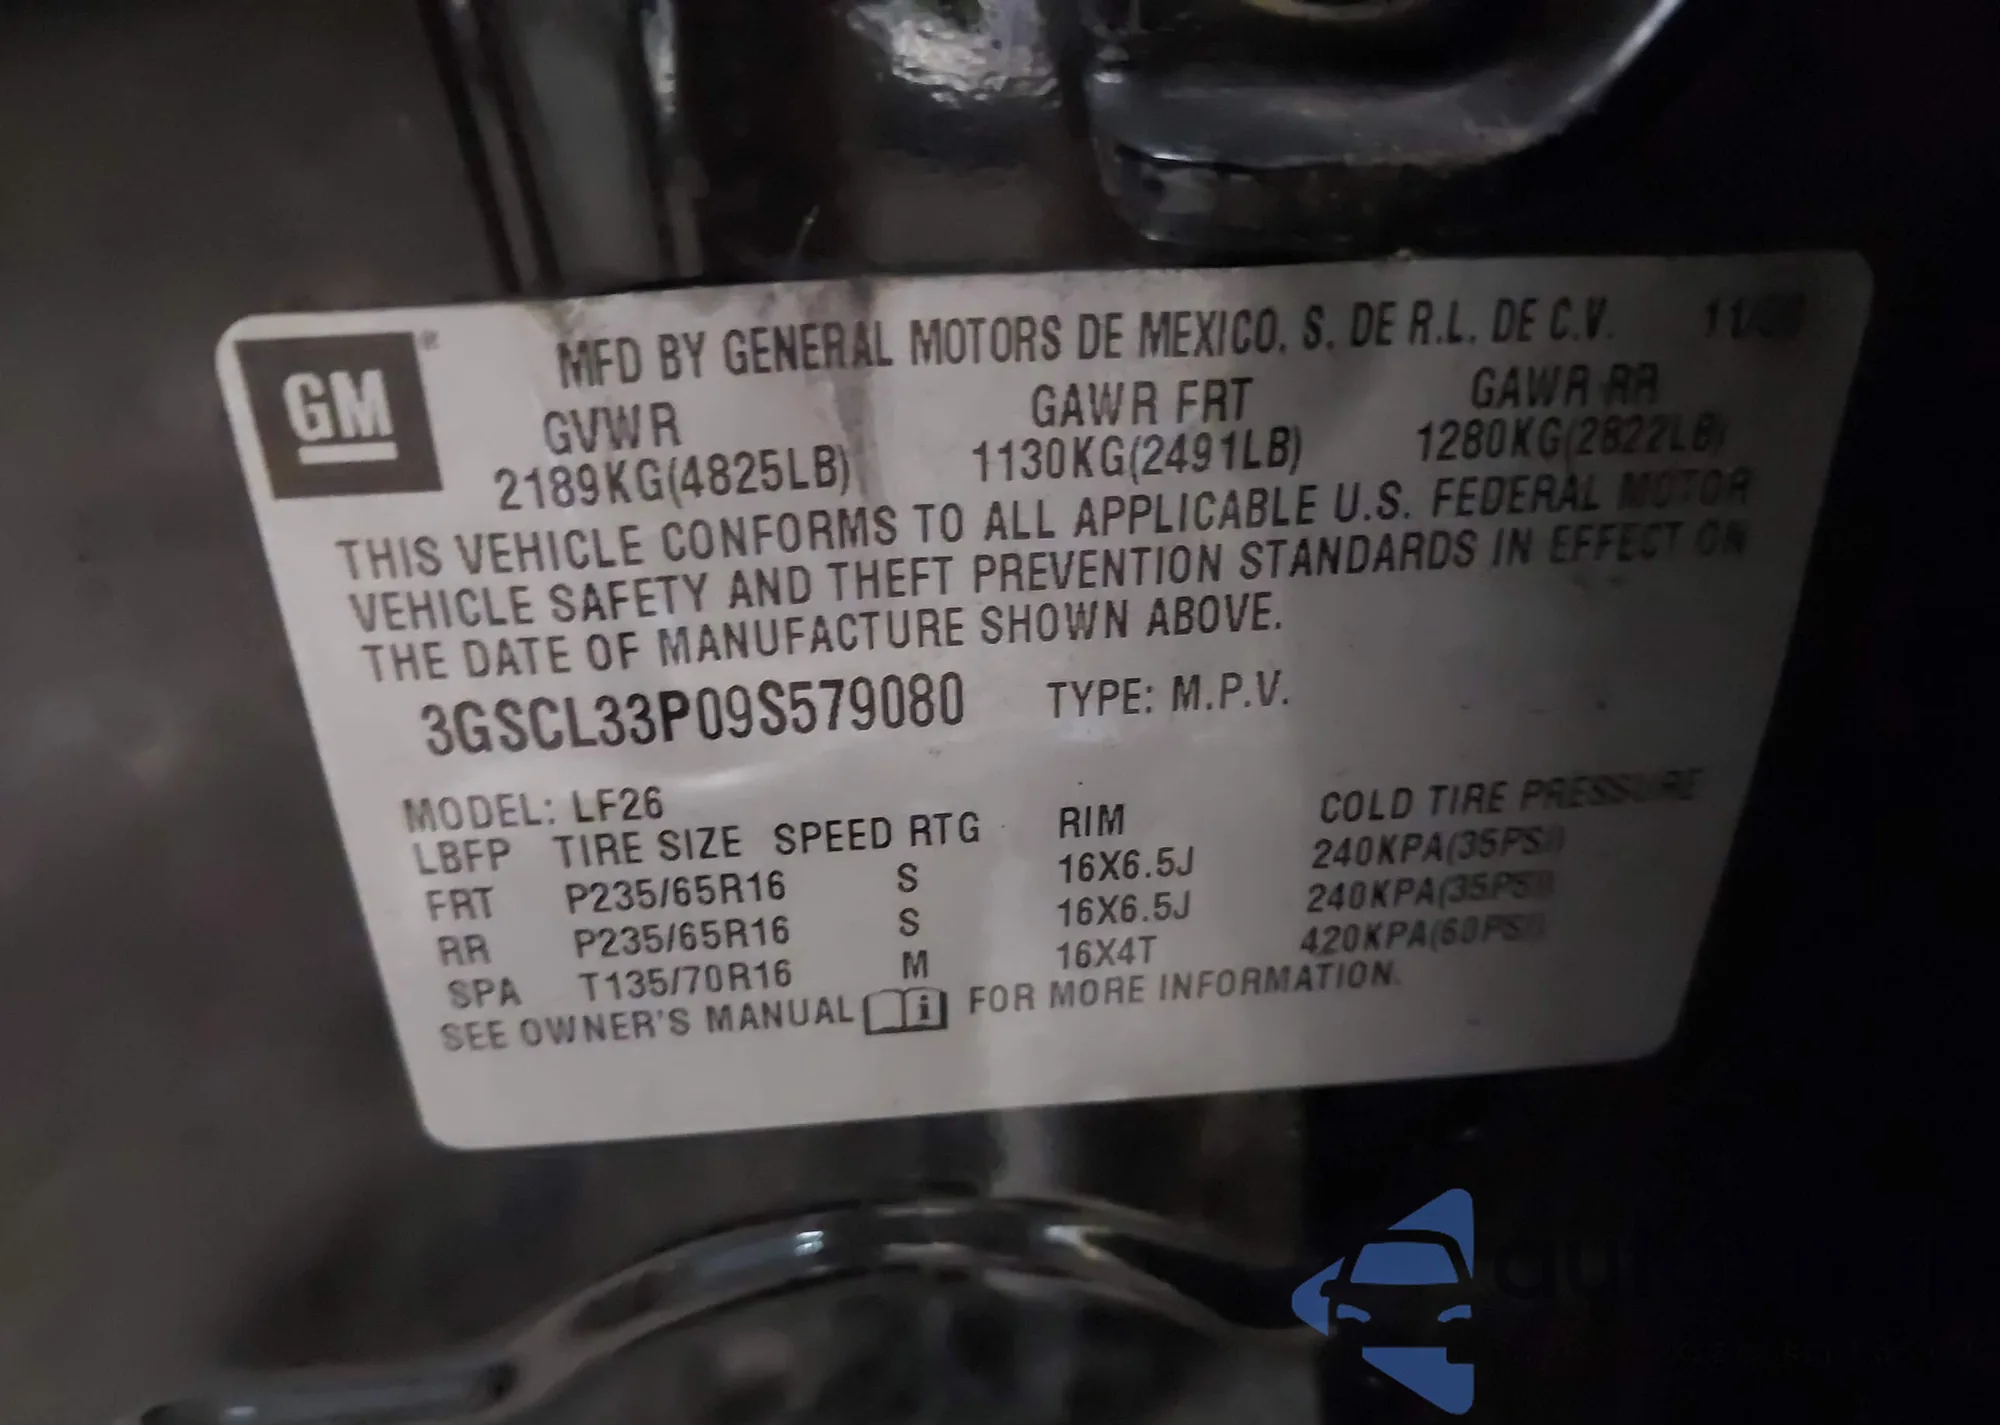 GM®
MFD BY GENERAL MOTORS DE MEXICO, S. DE R.L. DE C.V.
GVWR GAWR FRT GAWR RR
2189KG(4825LB) 1130KG(2491LB) 1280KG(2822LB)
THIS VEHICLE CONFORMS TO ALL APPLICABLE U.S. FEDERAL MOTOR
VEHICLE SAFETY AND THEFT PREVENTION STANDARDS IN EFFECT ON
THE DATE OF MANUFACTURE SHOWN ABOVE.
3GSCL33P09S579080 TYPE: M.P.V.
MODEL: LF26
LBFP TIRE SIZE SPEED RTG RIM COLD TIRE PRESSURE
FRT P235/65R16 S 16X6.5J 240KPA(35PSI)
RR P235/65R16 S 16X6.5J 240KPA(35PSI)
SPA T135/70R16 M 16X4T 420KPA(60PSI)
SEE OWNER'S MANUAL i FOR MORE INFORMATION.